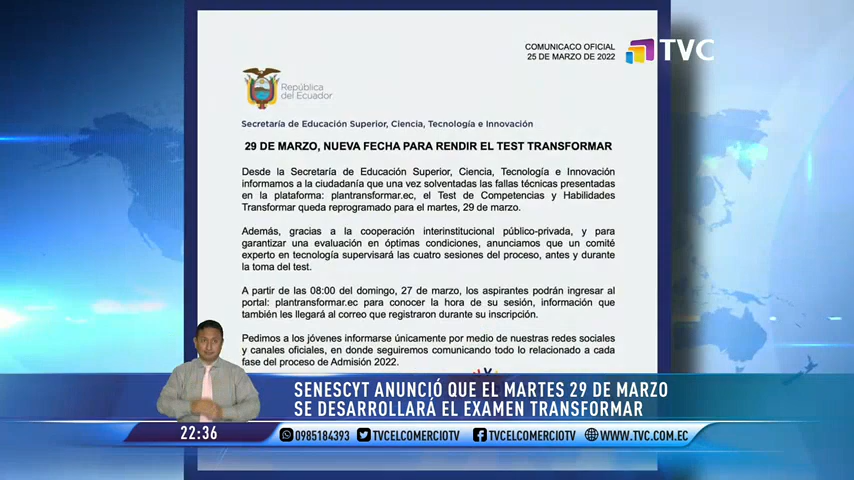 COMUNICACO OFICIAL
25 DE MARZO DE 2022
TVC
República
del Ecuador
Secretaría de Educación Superior, Ciencia, Tecnología e Innovación
29 DE MARZO, NUEVA FECHA PARA RENDIR EL TEST TRANSFORMAR
Desde la Secretaría de Educación Superior, Ciencia, Tecnología e Innovación
informamos a la ciudadanía que una vez solventadas las fallas técnicas presentadas
en la plataforma: plantransformar.ec, el Test de Competencias y Habilidades
Transformar queda reprogramado para el martes, 29 de marzo.
Además, gracias a la cooperación interinstitucional público-privada, y para
garantizar una evaluación en óptimas condiciones, anunciamos que un comité
experto en tecnología supervisará las cuatro sesiones del proceso, antes y durante
la toma del test.
A partir de las 08:00 del domingo, 27 de marzo, los aspirantes podrán ingresar al
portal: plantransformar.ec para conocer la hora de su sesión, información que
también les llegará al correo que registraron durante su inscripción.
Pedimos a los jóvenes informarse únicamente por medio de nuestras redes sociales
y canales oficiales, en donde seguiremos comunicando todo lo relacionado a cada
fase del proceso de Admisión 2022.
SENESCYT ANUNCIÓ QUE EL MARTES 29 DE MARZO
SE DESARROLLARÁ EL EXAMEN TRANSFORMAR
22:36 0985184393 TVCELCOMERCIOTV TVCELCOMERCIOTV WWW.TVC.COM.EC